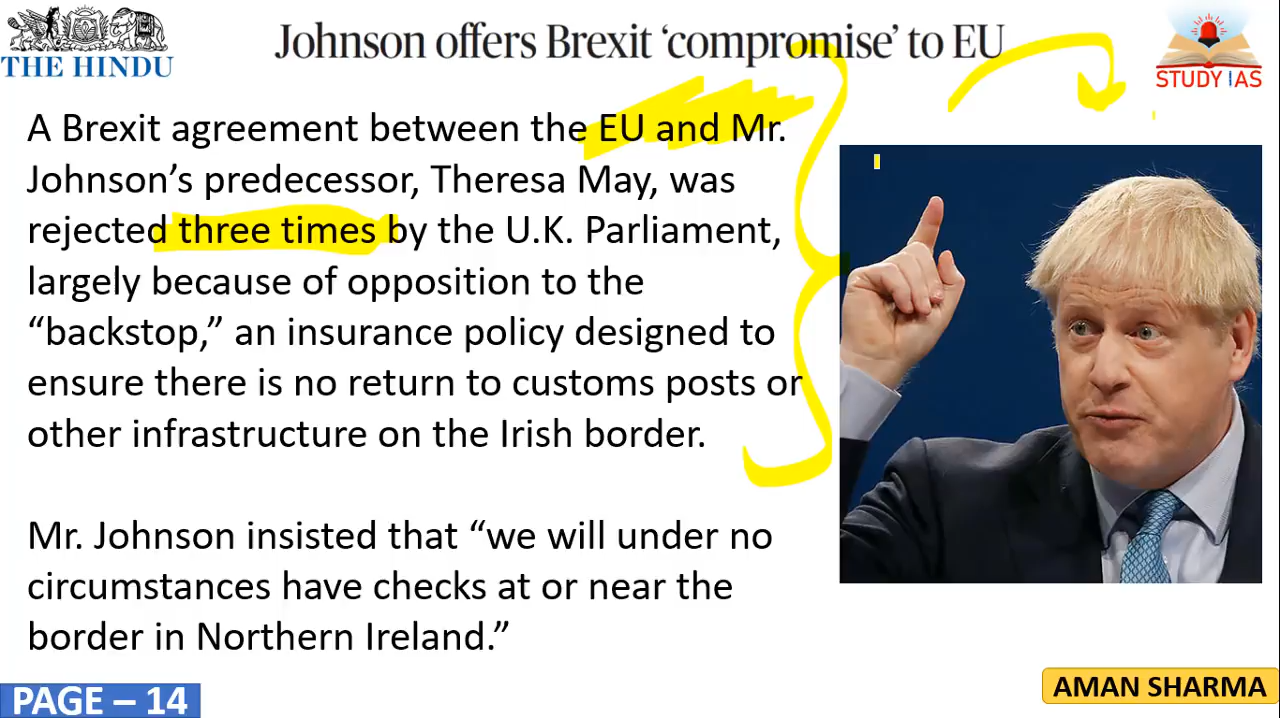 THE HINDU
Johnson offers Brexit ‘compromise’ to EU
STUDY IAS
A Brexit agreement between the EU and Mr.
Johnson’s predecessor, Theresa May, was
rejected three times by the U.K. Parliament,
largely because of opposition to the
“backstop,” an insurance policy designed to
ensure there is no return to customs posts or
other infrastructure on the Irish border.
Mr. Johnson insisted that “we will under no
circumstances have checks at or near the
border in Northern Ireland.”
PAGE – 14
AMAN SHARMA